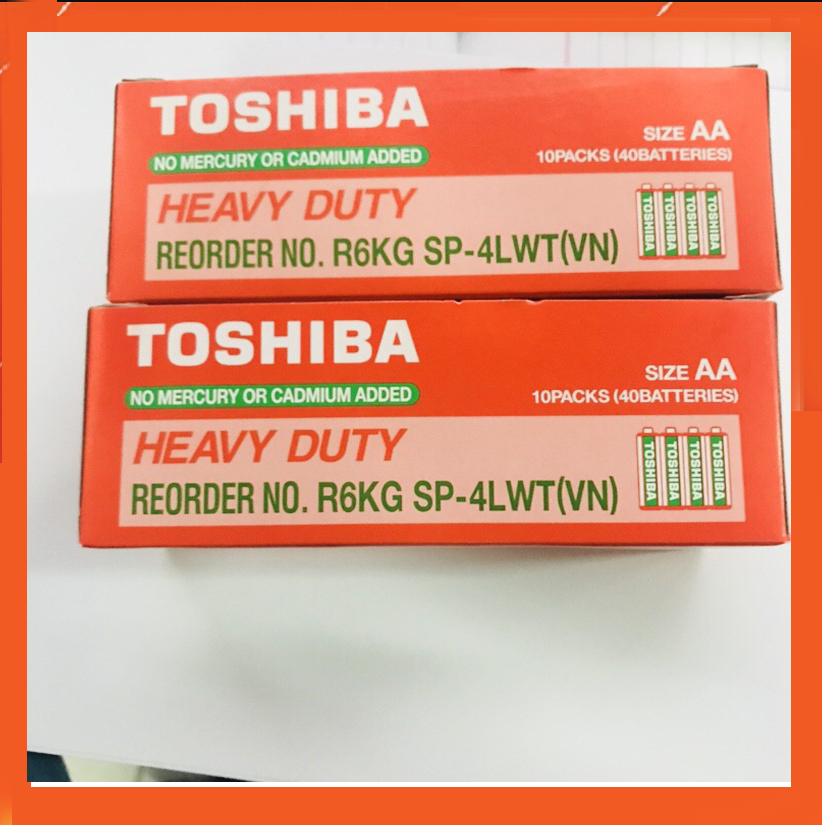 TOSHIBA
NO MERCURY OR CADMIUM ADDED
SIZE AA
10PACKS (40BATTERIES)
HEAVY DUTY
REORDER NO. R6KG SP-4LWT(VN)
TOSHIBA
TOSHIBA
TOSHIBA
TOSHIBA
TOSHIBA
NO MERCURY OR CADMIUM ADDED
SIZE AA
10PACKS (40BATTERIES)
HEAVY DUTY
REORDER NO. R6KG SP-4LWT(VN)
TOSHIBA
TOSHIBA
TOSHIBA
TOSHIBA